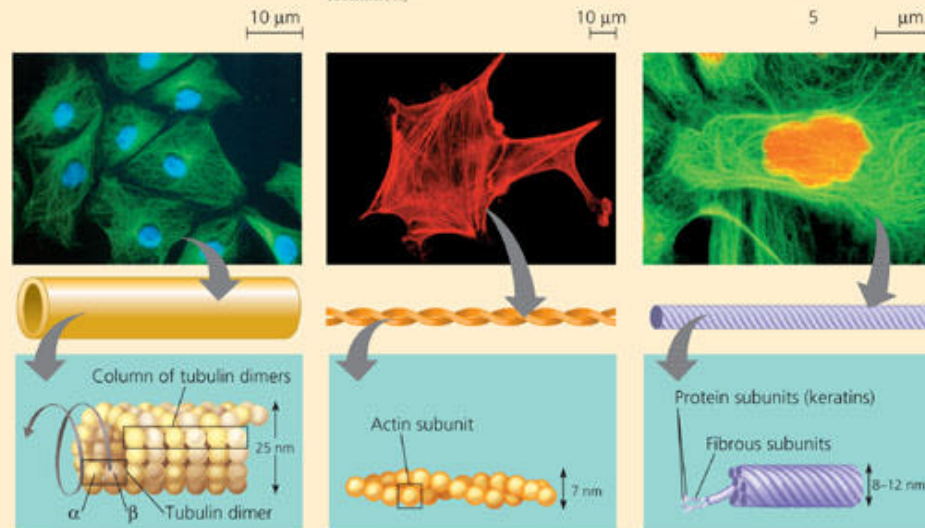 10 μm
10 μm
5 μm
Column of tubulin dimers
25 nm
α
β
Tubulin dimer
Actin subunit
7 nm
Protein subunits (keratins)
Fibrous subunits
8–12 nm